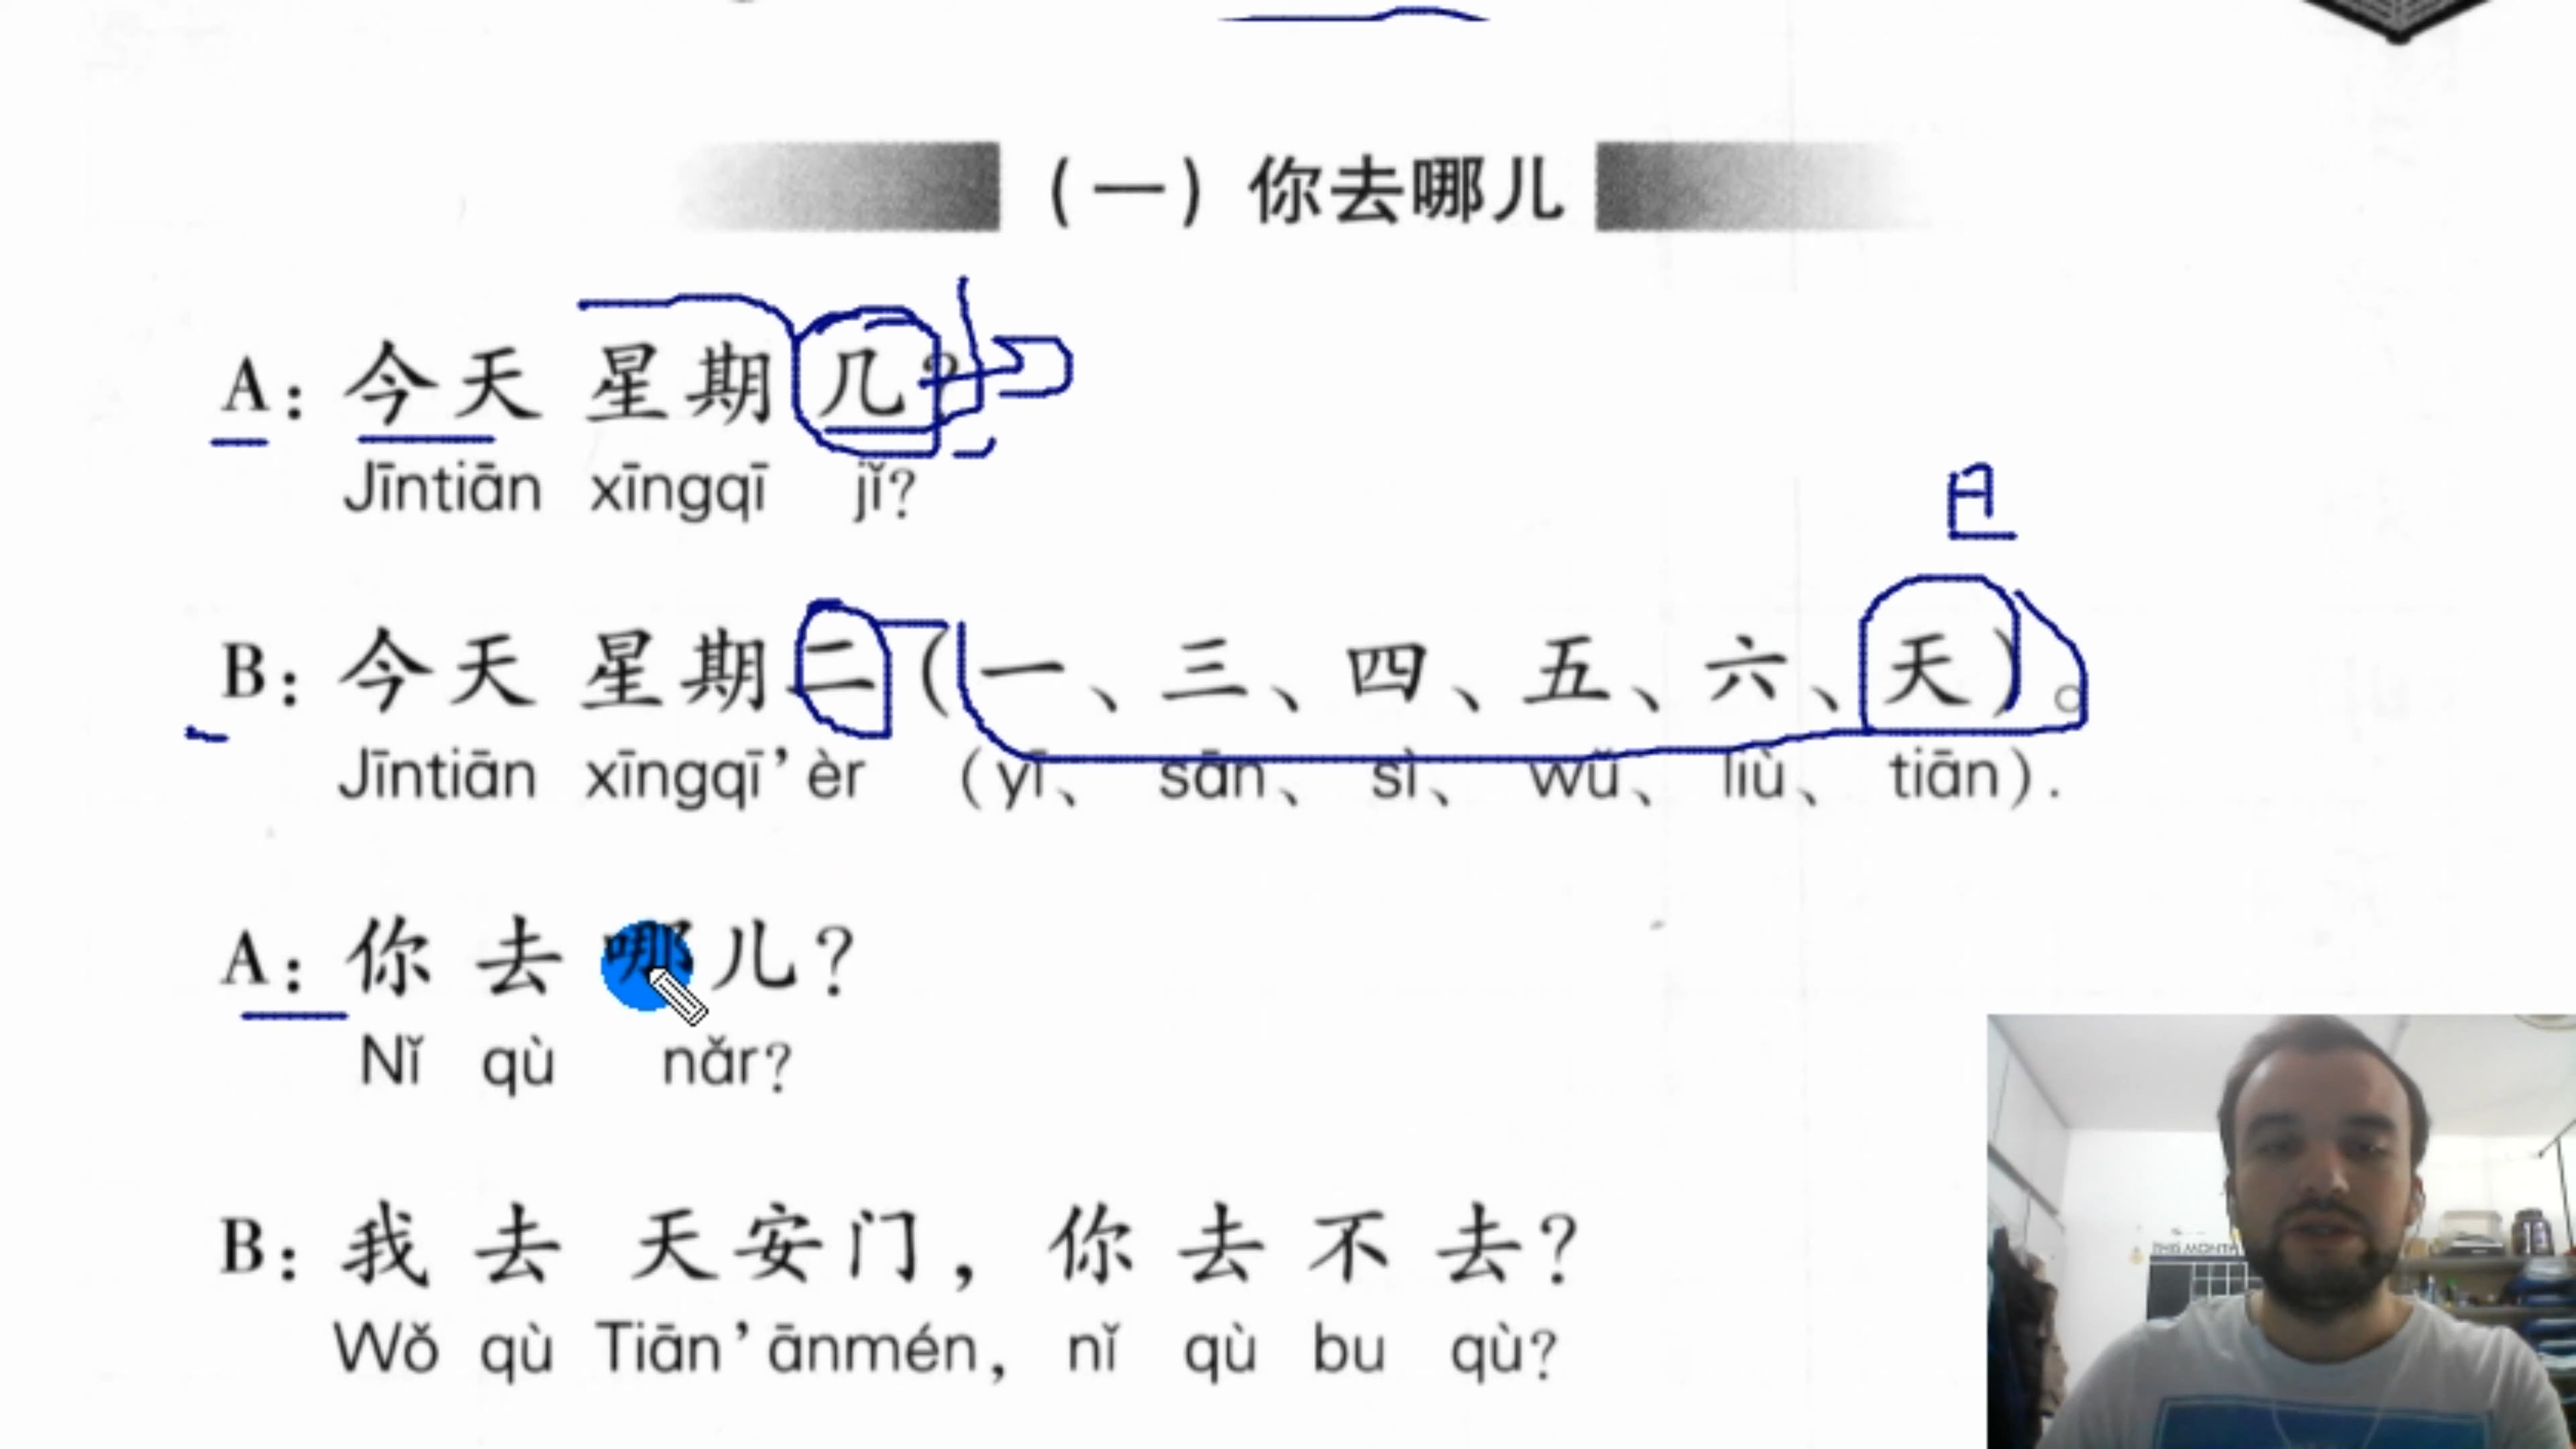 （一）你去哪儿
A：今天 星期 几？
Jīntiān xīngqī jǐ?
日
B：今天 星期二（一、三、四、五、六、天）。
Jīntiān xīngqī’èr (yī、 sān、 sì、 wǔ、 liù、 tiān).
A：你 去 哪儿？
Nǐ qù nǎr?
B：我 去 天安门，你 去 不 去？
Wǒ qù Tiān’ānmén, nǐ qù bu qù?
THIS MONTH